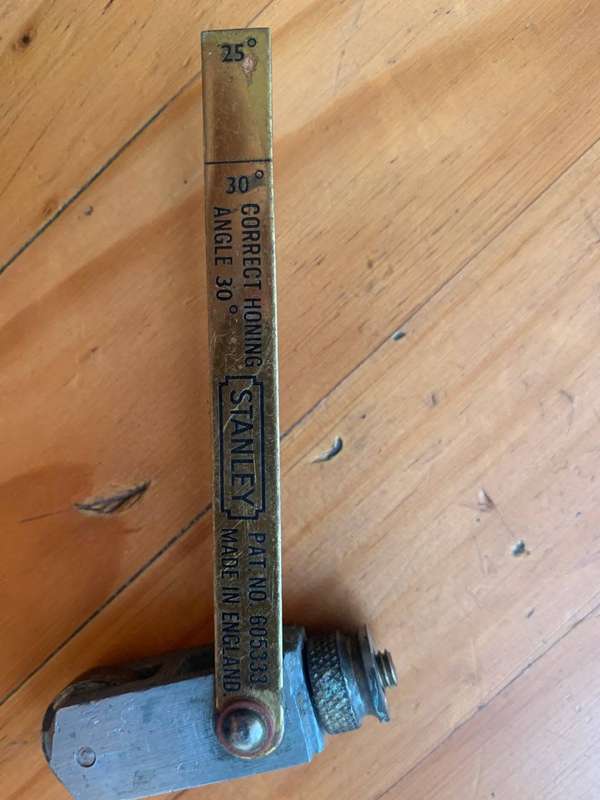 25°
30°
CORRECT HONING
ANGLE 30°
STANLEY
PAT. NO. 605333
MADE IN ENGLAND.